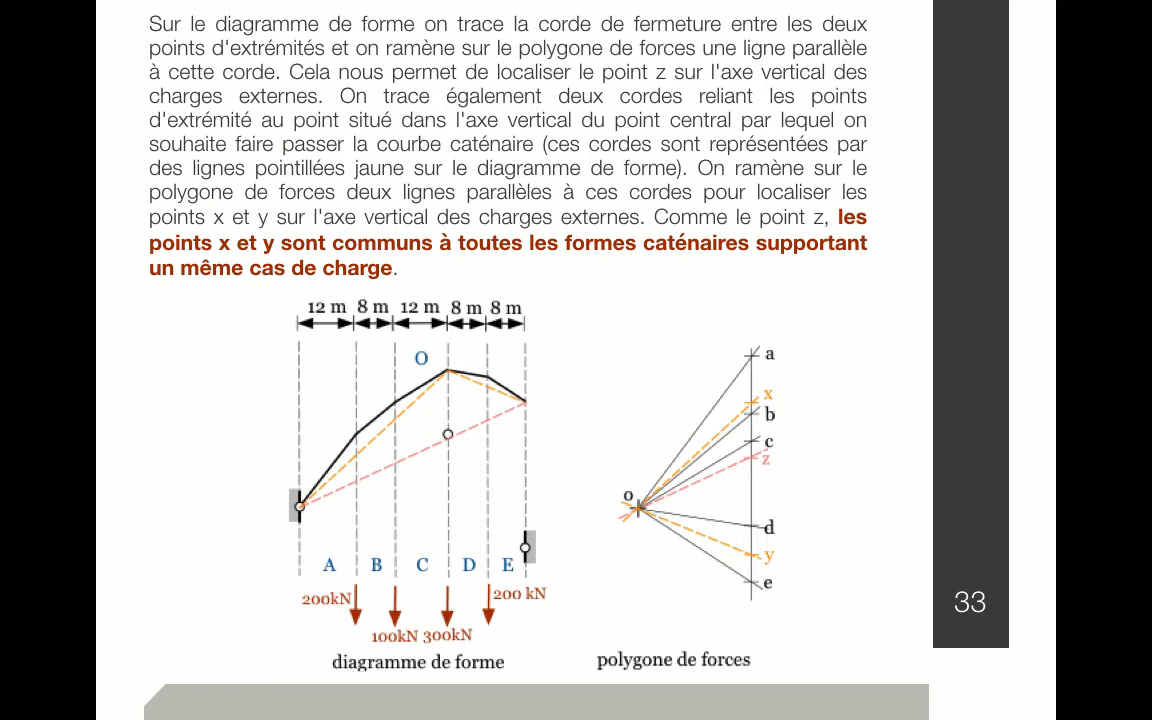 Sur le diagramme de forme on trace la corde de fermeture entre les deux
points d'extrémités et on ramène sur le polygone de forces une ligne parallèle
à cette corde. Cela nous permet de localiser le point z sur l'axe vertical des
charges externes. On trace également deux cordes reliant les points
d'extrémité au point situé dans l'axe vertical du point central par lequel on
souhaite faire passer la courbe caténaire (ces cordes sont représentées par
des lignes pointillées jaune sur le diagramme de forme). On ramène sur le
polygone de forces deux lignes parallèles à ces cordes pour localiser les
points x et y sur l'axe vertical des charges externes. Comme le point z, les
points x et y sont communs à toutes les formes caténaires supportant
un même cas de charge.
12 m 8 m 12 m 8 m 8 m
O
A B C D E
200kN 200 kN
100kN 300kN
diagramme de forme
a
x
b
c
z
o
d
y
e
polygone de forces
33